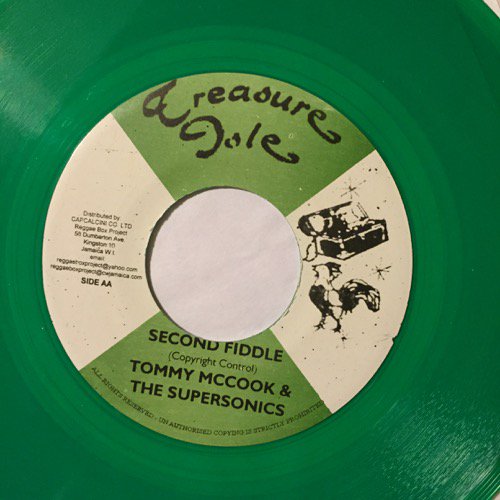 Treasure
Isle
Distributed by
CAPCALCINI CO. LTD
Reggae Box Project
58 Dumbarton Ave.
Kingston 10
Jamaica W.I.
email:
reggaeboxproject@yahoo.com
reggaeboxproject@cwjamaica.com
SIDE AA
SECOND FIDDLE
(Copyright Control)
TOMMY MCCOOK &
THE SUPERSONICS
ALL RIGHTS RESERVED - UN AUTHORISED COPYING IS STRICTLY PROHIBITED